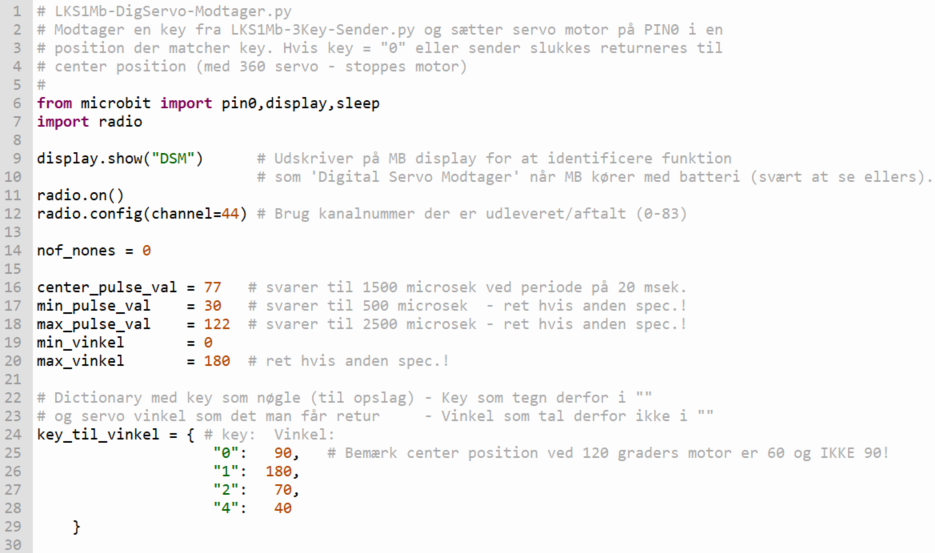 1 # LKS1Mb-DigServo-Modtager.py
2 # Modtager en key fra LKS1Mb-3Key-Sender.py og sætter servo motor på PIN0 i en
3 # position der matcher key. Hvis key = "0" eller sender slukkes returneres til
4 # center position (med 360 servo - stoppes motor)
5 #
6 from microbit import pin0,display,sleep
7 import radio
8
9 display.show("DSM")      # Udskriver på MB display for at identificere funktion
10                          # som 'Digital Servo Modtager' når MB kører med batteri (svært at se ellers).
11 radio.on()
12 radio.config(channel=44) # Brug kanalnummer der er udleveret/aftalt (0-83)
13
14 nof_nones = 0
15
16 center_pulse_val = 77   # svarer til 1500 microsek ved periode på 20 msek.
17 min_pulse_val    = 30   # svarer til 500 microsek  - ret hvis anden spec.!
18 max_pulse_val    = 122  # svarer til 2500 microsek - ret hvis anden spec.!
19 min_vinkel       = 0
20 max_vinkel       = 180  # ret hvis anden spec.!
21
22 # Dictionary med key som nøgle (til opslag) - Key som tegn derfor i ""
23 # og servo vinkel som det man får retur     - Vinkel som tal derfor ikke i ""
24 key_til_vinkel = { # key:  Vinkel:
25                     "0":   90,   # Bemærk center position ved 120 graders motor er 60 og IKKE 90!
26                     "1":  180,
27                     "2":   70,
28                     "4":   40
29     }
30